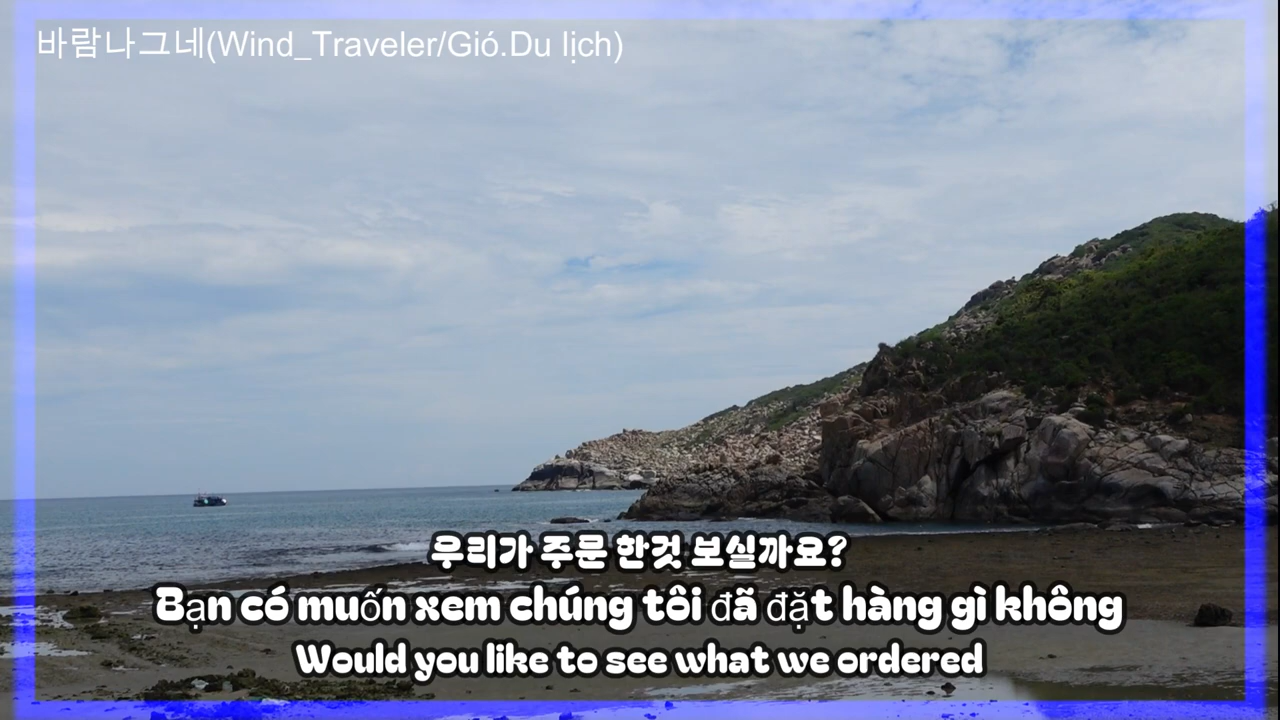 바람나그네(Wind_Traveler/Gió.Du lịch)
우리가 주문 한것 보실까요?
Bạn có muốn xem chúng tôi đã đặt hàng gì không
Would you like to see what we ordered